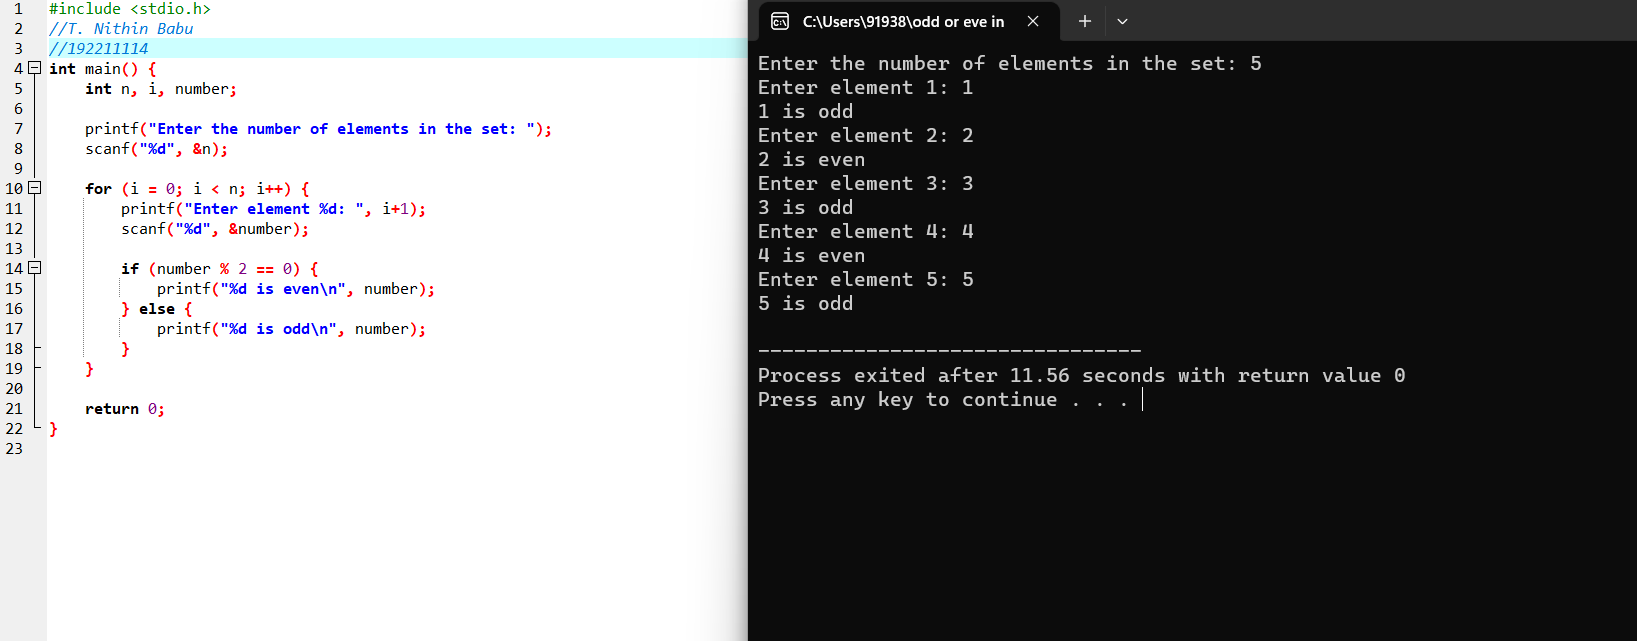 1 #include <stdio.h>
2 //T. Nithin Babu
3 //192211114
4 int main() {
5 int n, i, number;
6
7 printf("Enter the number of elements in the set: ");
8 scanf("%d", &n);
9
10 for (i = 0; i < n; i++) {
11 printf("Enter element %d: ", i+1);
12 scanf("%d", &number);
13
14 if (number % 2 == 0) {
15 printf("%d is even\n", number);
16 } else {
17 printf("%d is odd\n", number);
18 }
19 }
20
21 return 0;
22 }
23
C:\Users\91938\odd or eve in
Enter the number of elements in the set: 5
Enter element 1: 1
1 is odd
Enter element 2: 2
2 is even
Enter element 3: 3
3 is odd
Enter element 4: 4
4 is even
Enter element 5: 5
5 is odd
--------------------------------
Process exited after 11.56 seconds with return value 0
Press any key to continue . . .